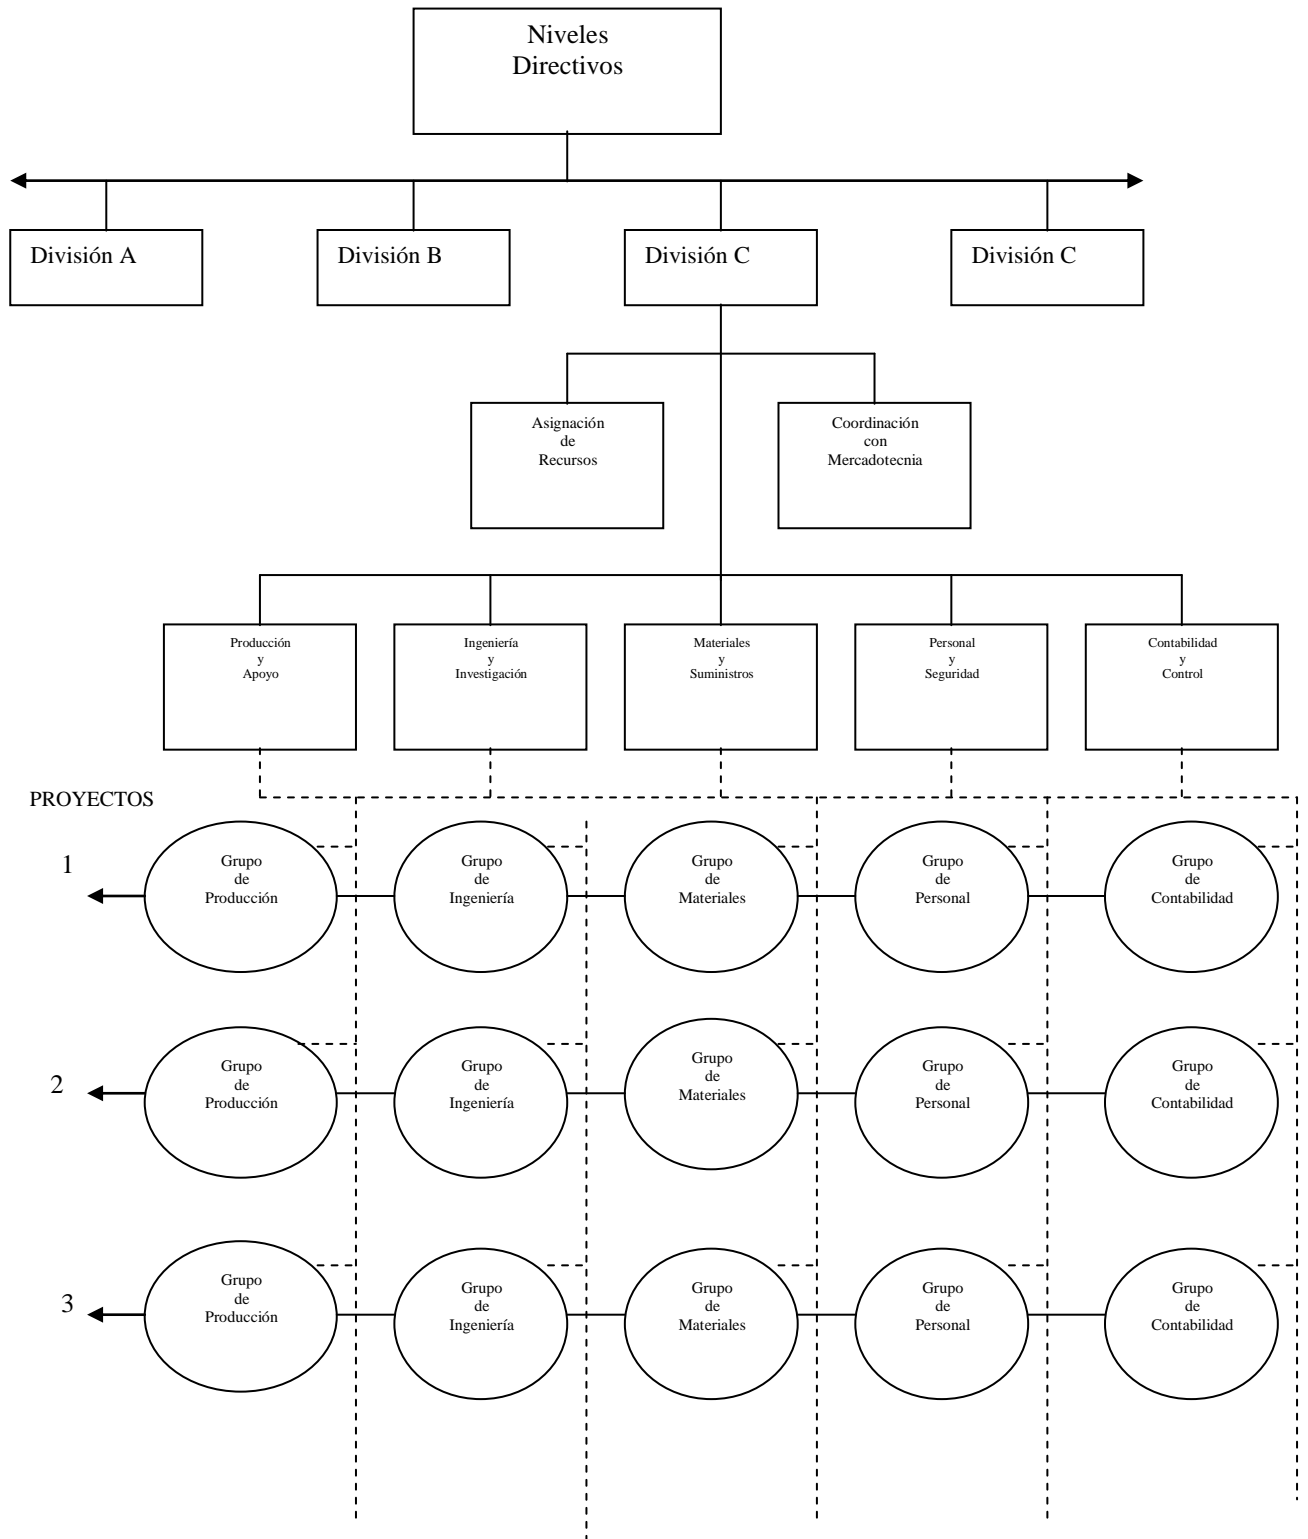 Niveles
Directivos
División A
División B
División C
División C
Asignación
de
Recursos
Coordinación
con
Mercadotecnia
Producción
y
Apoyo
Ingeniería
y
Investigación
Materiales
y
Suministros
Personal
y
Seguridad
Contabilidad
y
Control
PROYECTOS
1
Grupo
de
Producción
Grupo
de
Ingeniería
Grupo
de
Materiales
Grupo
de
Personal
Grupo
de
Contabilidad
2
Grupo
de
Producción
Grupo
de
Ingeniería
Grupo
de
Materiales
Grupo
de
Personal
Grupo
de
Contabilidad
3
Grupo
de
Producción
Grupo
de
Ingeniería
Grupo
de
Materiales
Grupo
de
Personal
Grupo
de
Contabilidad